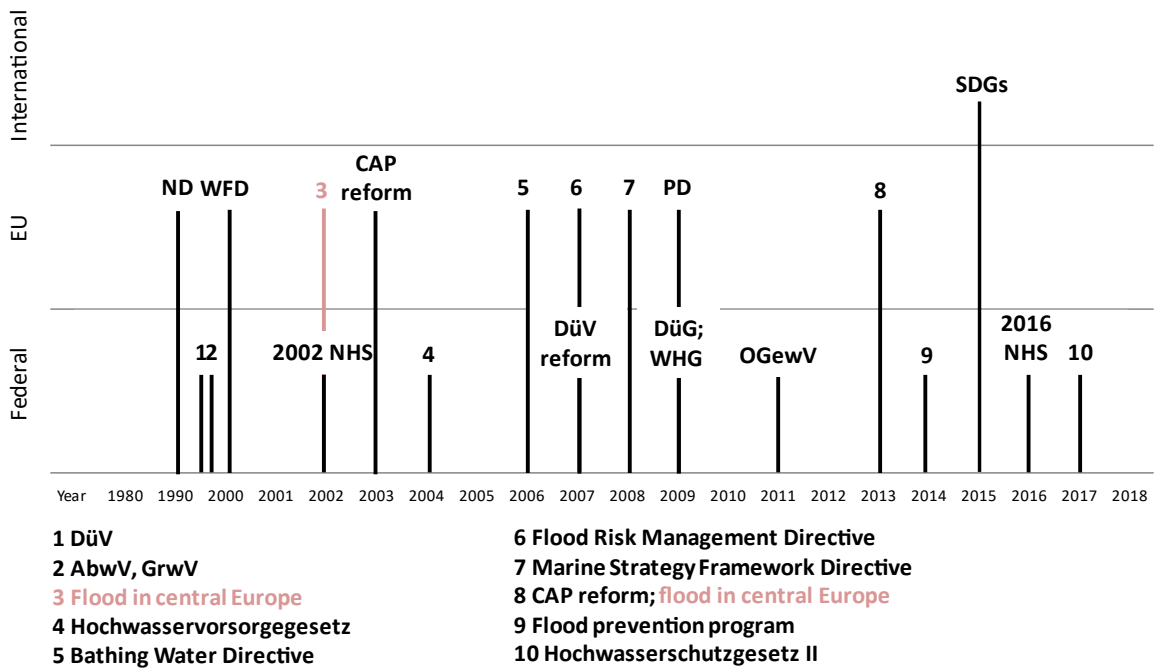 International
SDGs
EU
ND WFD 3 CAP reform 5 6 7 PD 8
Federal
12 2002 NHS 4 DüV reform DüG; WHG OGewV 9 2016 NHS 10
Year 1980 1990 2000 2001 2002 2003 2004 2005 2006 2007 2008 2009 2010 2011 2012 2013 2014 2015 2016 2017 2018
1 DüV
2 AbwV, GrwV
3 Flood in central Europe
4 Hochwasservorsorgegesetz
5 Bathing Water Directive
6 Flood Risk Management Directive
7 Marine Strategy Framework Directive
8 CAP reform; flood in central Europe
9 Flood prevention program
10 Hochwasserschutzgesetz II